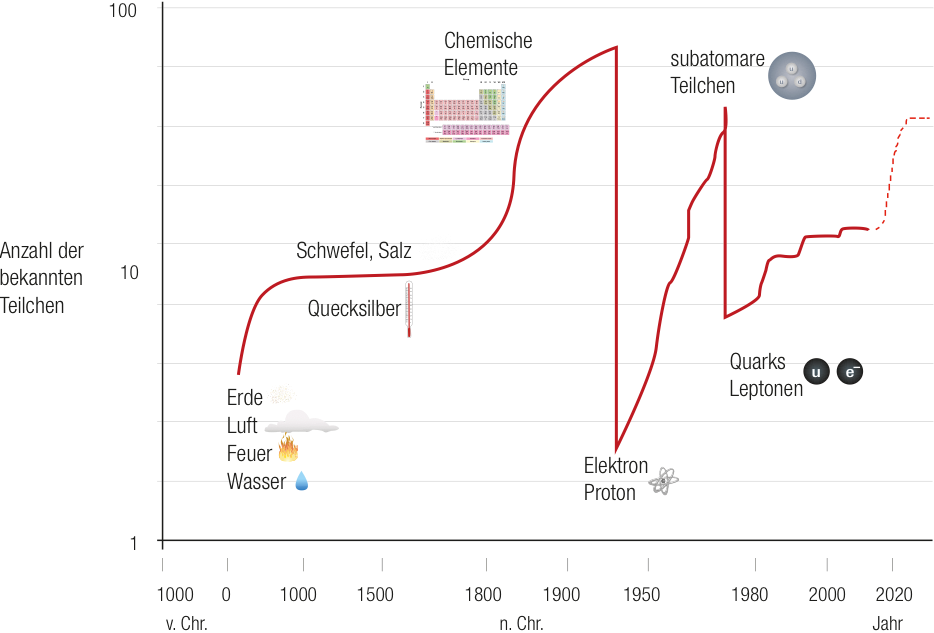 100
Chemische
Elemente
subatomare
Teilchen
u
u
d
Anzahl der
bekannten
Teilchen
Schwefel, Salz
10
Quecksilber
Quarks
Leptonen
u
e⁻
Erde
Luft
Feuer
Wasser
Elektron
Proton
1
1000 0 1000 1500 1800 1900 1950 1980 2000 2020
v. Chr. n. Chr. Jahr